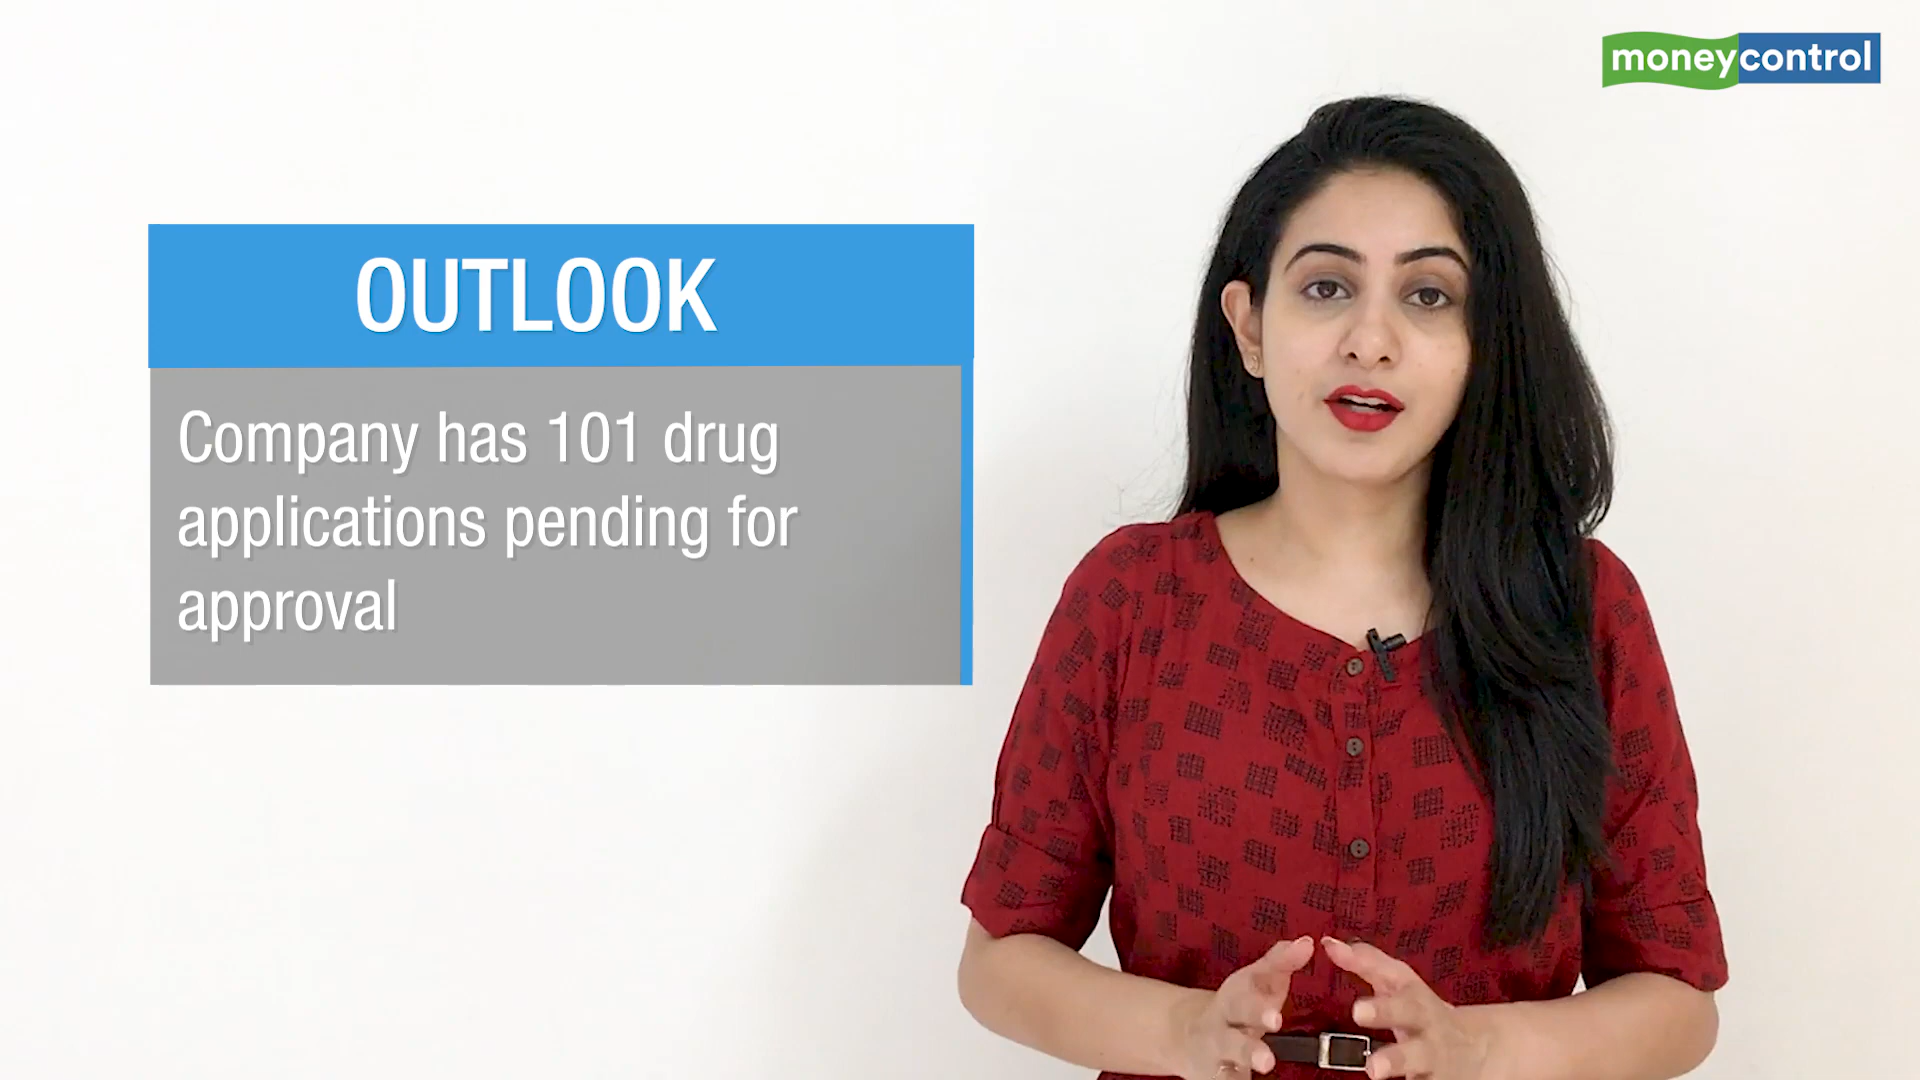 moneycontrol
OUTLOOK
Company has 101 drug
applications pending for
approval